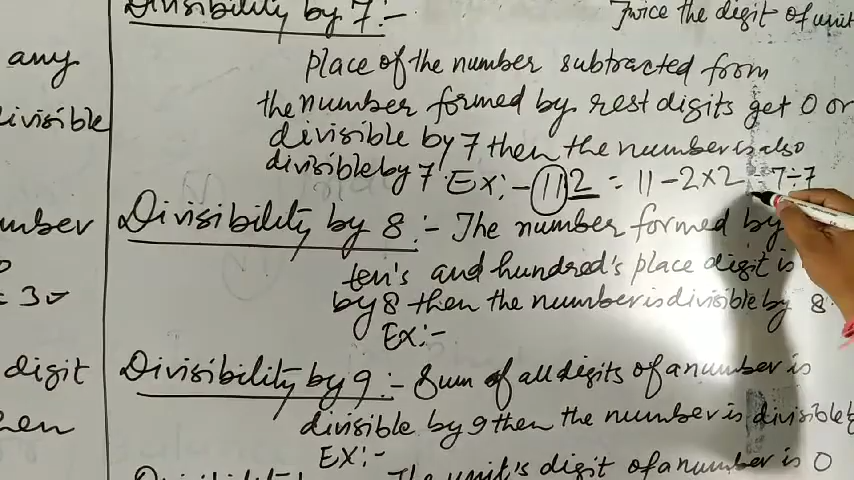 any
divisible
number
= 3✓
digit
hen
Divisibility by 7 :- Twice the digit of unit
place of the number subtracted from
the number formed by rest digits get 0 or
divisible by 7 then the number is also
divisible by 7 Ex:- 112 = 11-2×2 = 7÷7
Divisibility by 8 :- The number formed by
ten's and hundred's place digit is
by 8 then the number is divisible by 8.
Ex:-
Divisibility by 9 :- Sum of all digits of a number is
divisible by 9 then the number is divisible b
EX:-
The unit's digit of a number is 0